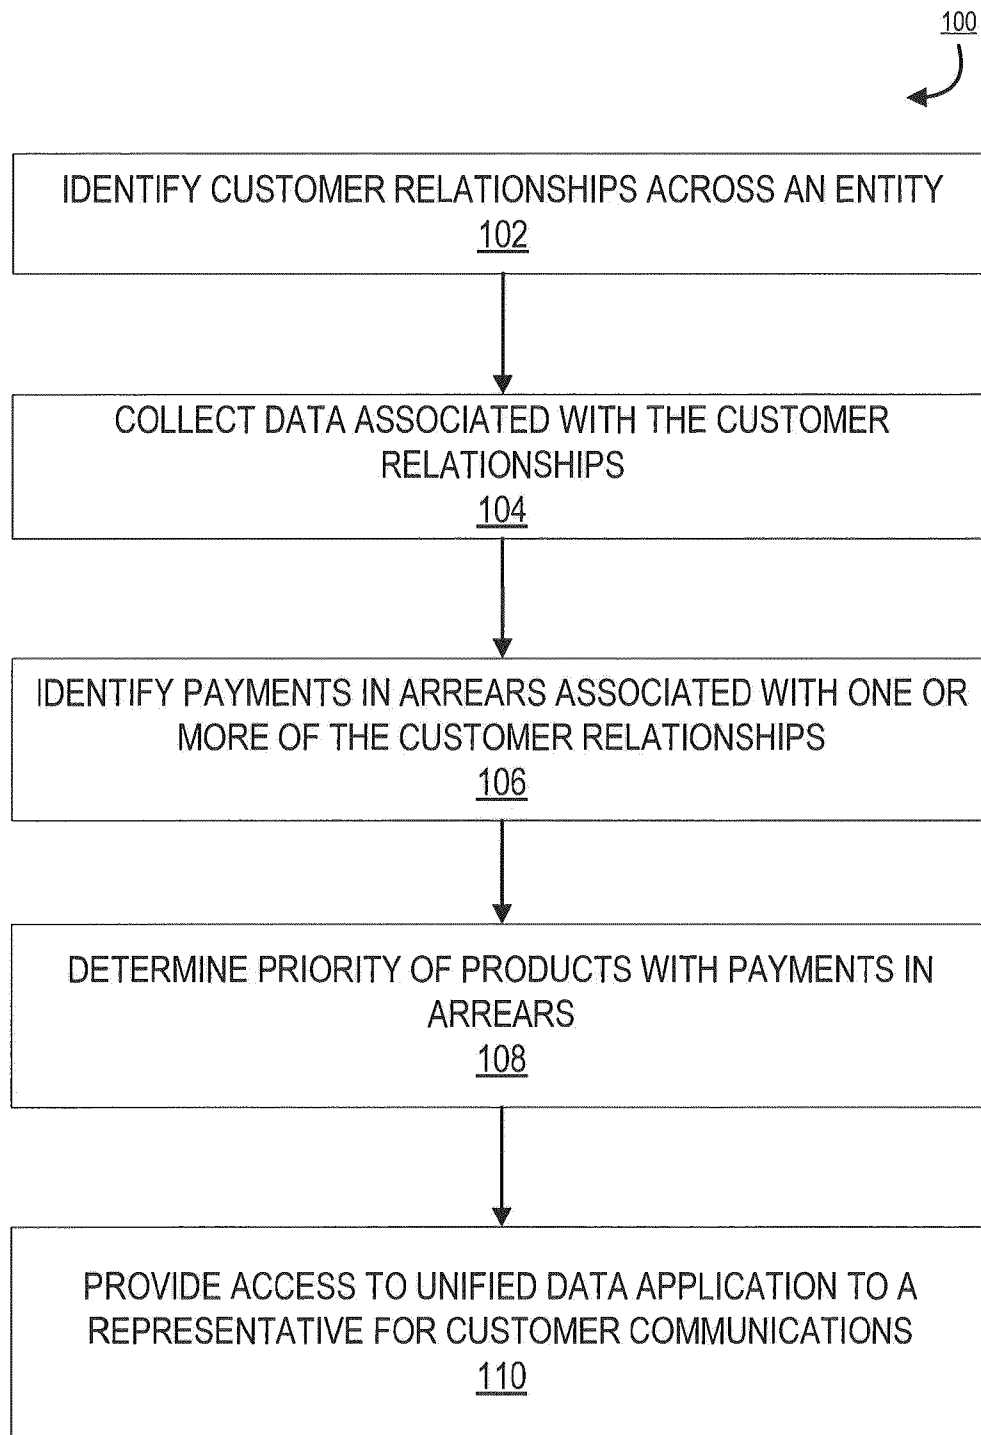 100
IDENTIFY CUSTOMER RELATIONSHIPS ACROSS AN ENTITY
102
COLLECT DATA ASSOCIATED WITH THE CUSTOMER
RELATIONSHIPS
104
IDENTIFY PAYMENTS IN ARREARS ASSOCIATED WITH ONE OR
MORE OF THE CUSTOMER RELATIONSHIPS
106
DETERMINE PRIORITY OF PRODUCTS WITH PAYMENTS IN
ARREARS
108
PROVIDE ACCESS TO UNIFIED DATA APPLICATION TO A
REPRESENTATIVE FOR CUSTOMER COMMUNICATIONS
110